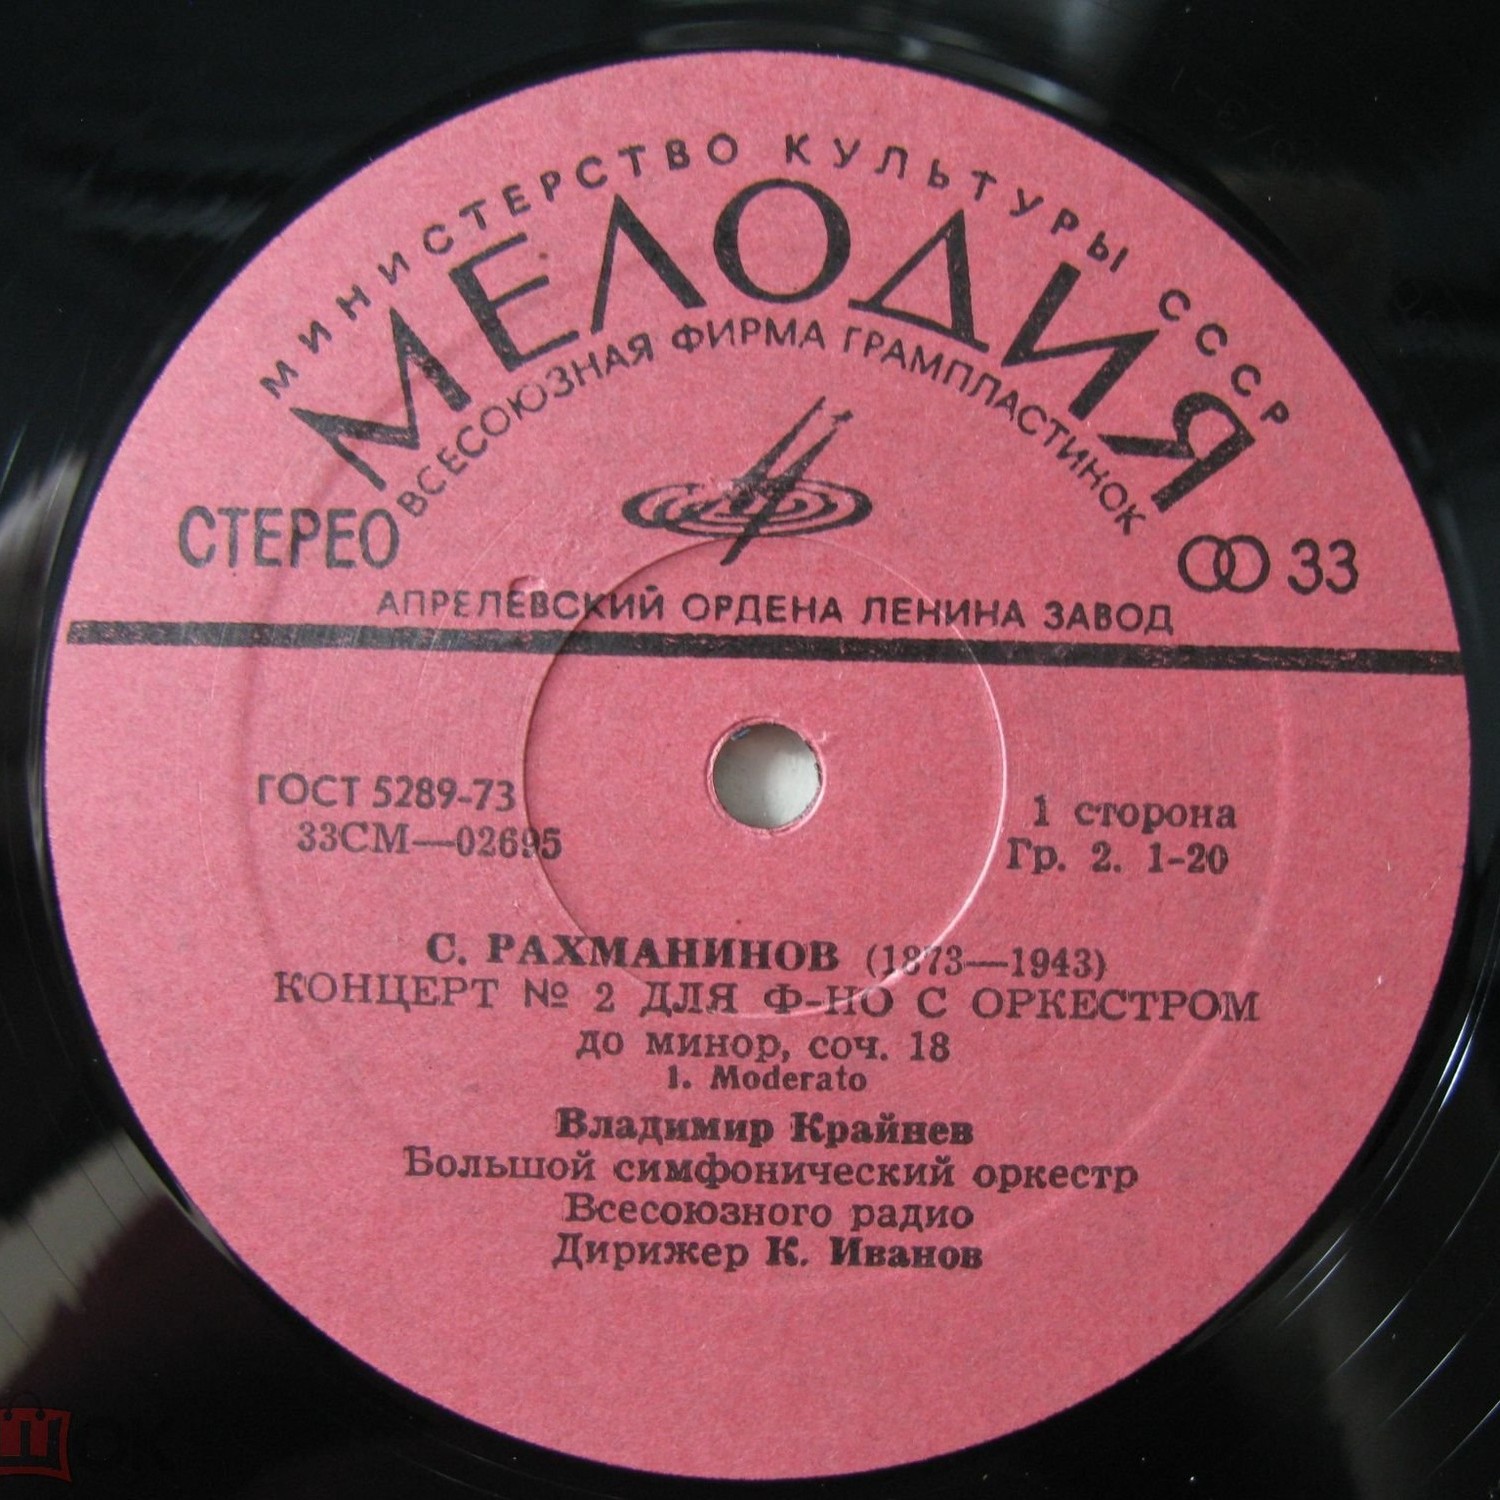 МИНИСТЕРСТВО КУЛЬТУРЫ СССР
МЕЛОДИЯ
ВСЕСОЮЗНАЯ ФИРМА ГРАМПЛАСТИНОК
СТЕРЕО
33
АПРЕЛЕВСКИЙ ОРДЕНА ЛЕНИНА ЗАВОД
ГОСТ 5289-73
33СМ—02695
1 сторона
Гр. 2. 1-20
С. РАХМАНИНОВ (1873—1943)
КОНЦЕРТ № 2 ДЛЯ Ф-НО С ОРКЕСТРОМ
до минор, соч. 18
1. Moderato
Владимир Крайнев
Большой симфонический оркестр
Всесоюзного радио
Дирижер К. Иванов